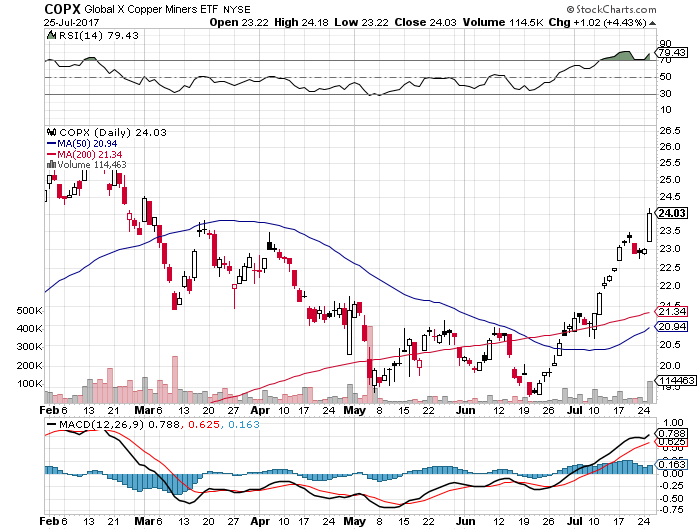 COPX Global X Copper Miners ETF NYSE © StockCharts.com
25-Jul-2017 Open 23.22 High 24.18 Low 23.22 Close 24.03 Volume 114.5K Chg +1.02 (+4.43%)
RSI(14) 79.43
90
79.43
70
50
30
10
COPX (Daily) 24.03
MA(50) 20.94
MA(200) 21.34
Volume 114,463
26.5
26.0
25.5
25.0
24.5
24.03
23.5
23.0
22.5
22.0
500K 21.34
400K 20.94
300K 20.5
200K 20.0
100K 114463
19.5
Feb 6 13 21 Mar 13 20 27 Apr 10 17 24 May 8 15 22 Jun 12 19 26 Jul 10 17 24
MACD(12,26,9) 0.788, 0.625, 0.163
1.00
0.788
0.625
0.163
0.00
-0.25
-0.50
-0.75
Feb 6 13 21 Mar 13 20 27 Apr 10 17 24 May 8 15 22 Jun 12 19 26 Jul 10 17 24